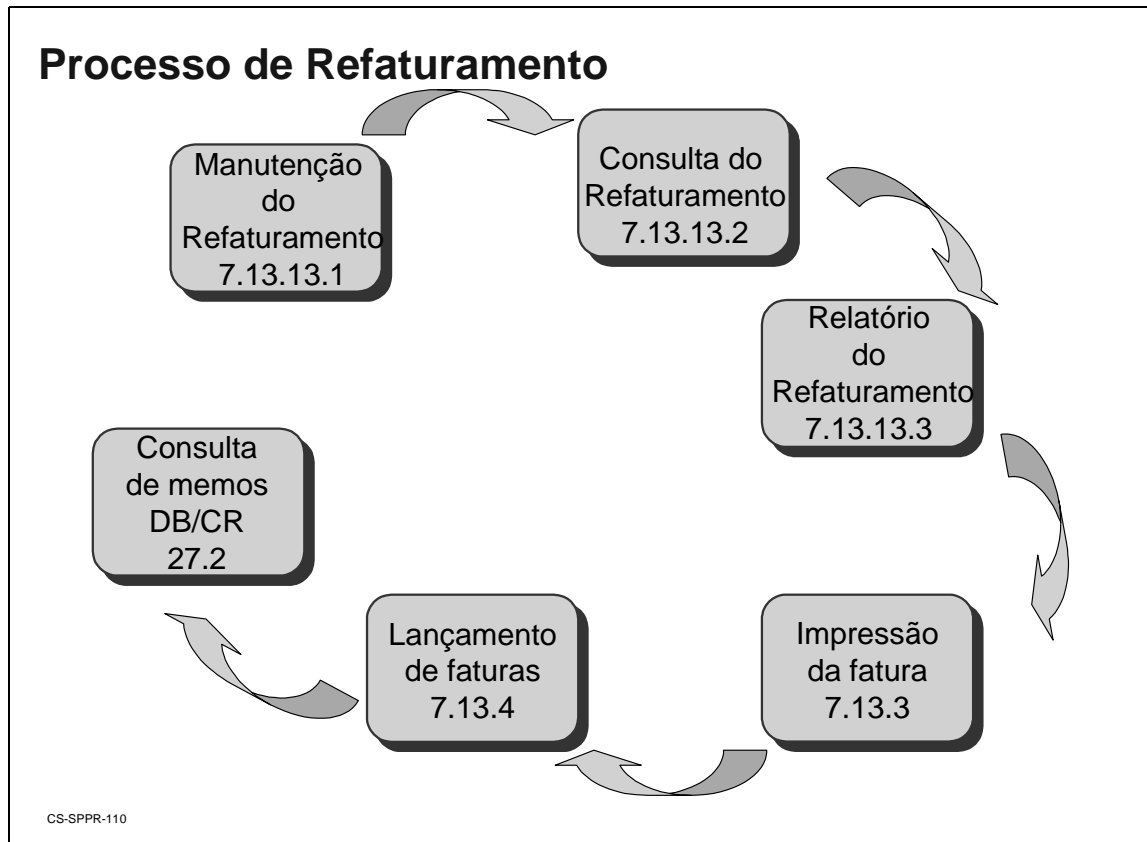 Processo de Refaturamento
Manutenção
do
Refaturamento
7.13.13.1
Consulta do
Refaturamento
7.13.13.2
Relatório
do
Refaturamento
7.13.13.3
Impressão
da fatura
7.13.3
Lançamento
de faturas
7.13.4
Consulta
de memos
DB/CR
27.2
CS-SPPR-110